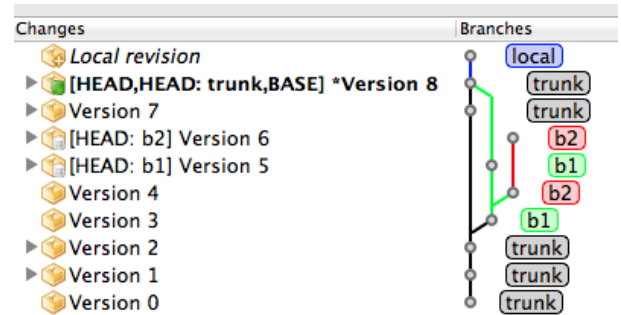 Changes Branches
Local revision local
[HEAD,HEAD: trunk,BASE] *Version 8 trunk
Version 7 trunk
[HEAD: b2] Version 6 b2
[HEAD: b1] Version 5 b1
Version 4 b2
Version 3 b1
Version 2 trunk
Version 1 trunk
Version 0 trunk